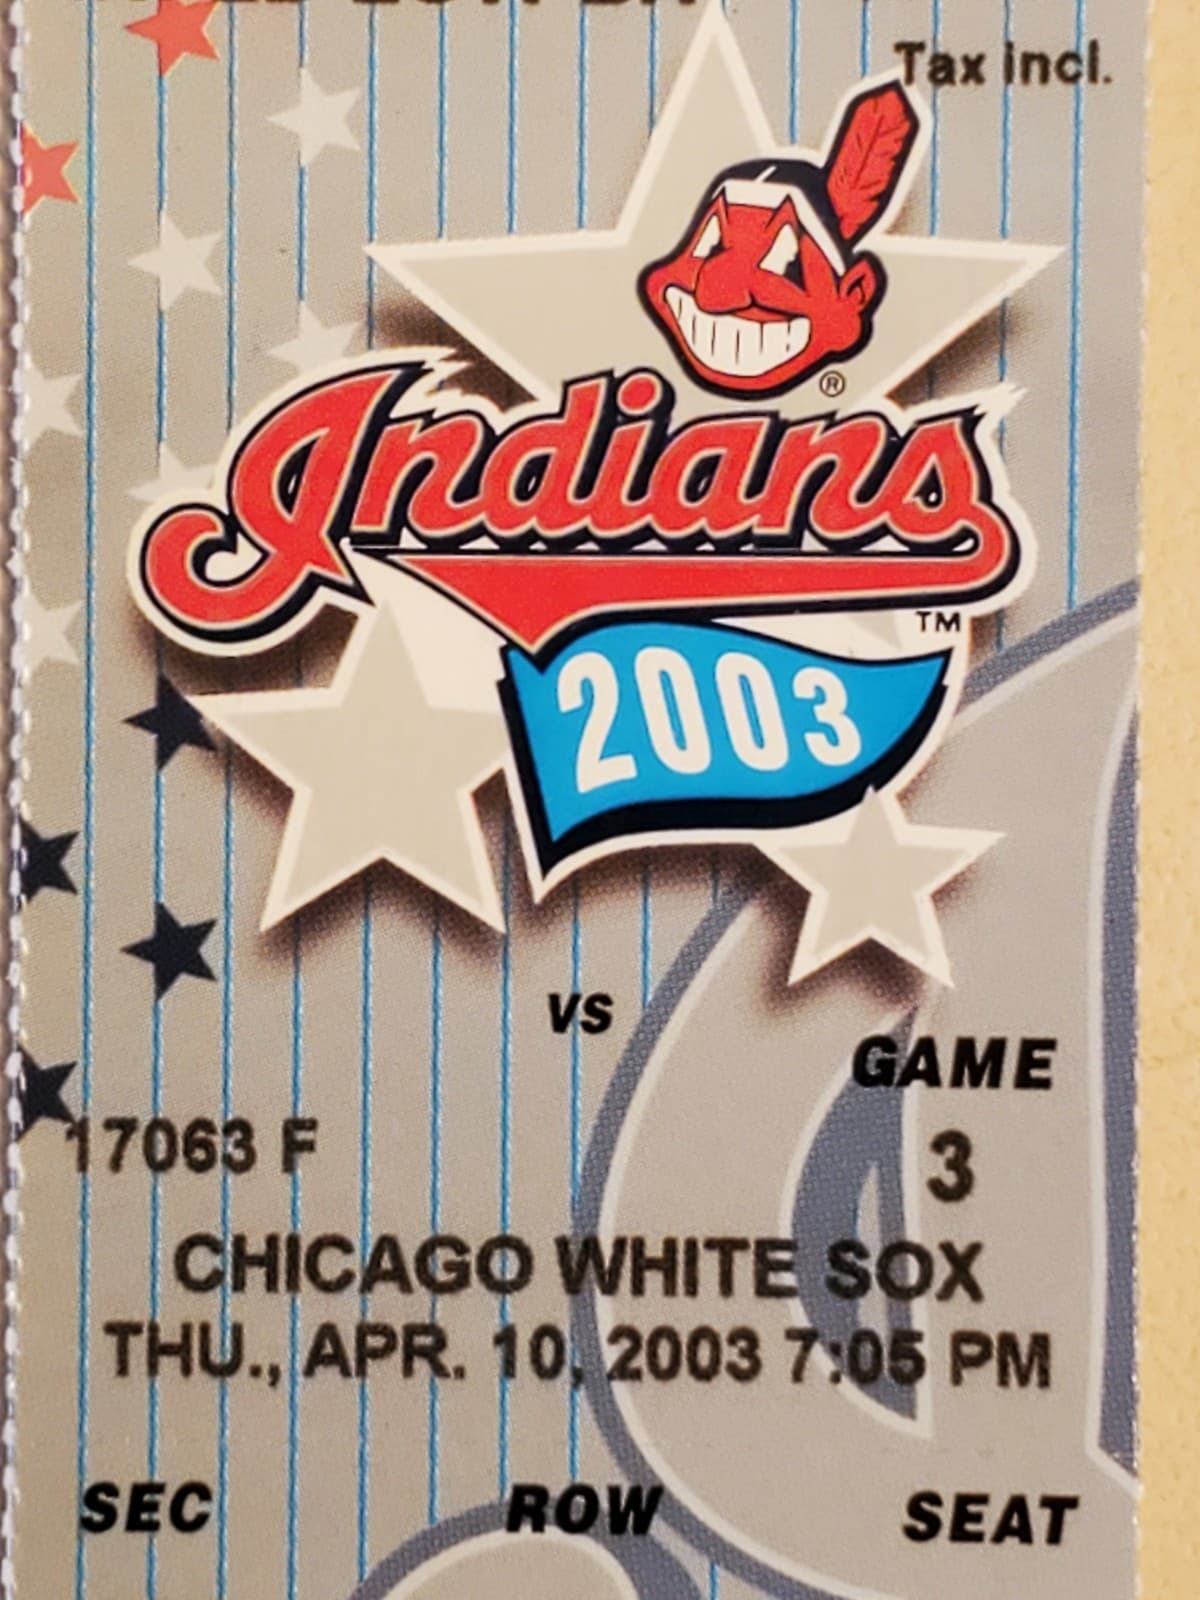 Tax incl.
®
Indians
TM
2003
VS
GAME
17063 F
3
CHICAGO WHITE SOX
THU., APR. 10, 2003 7:05 PM
SEC ROW SEAT